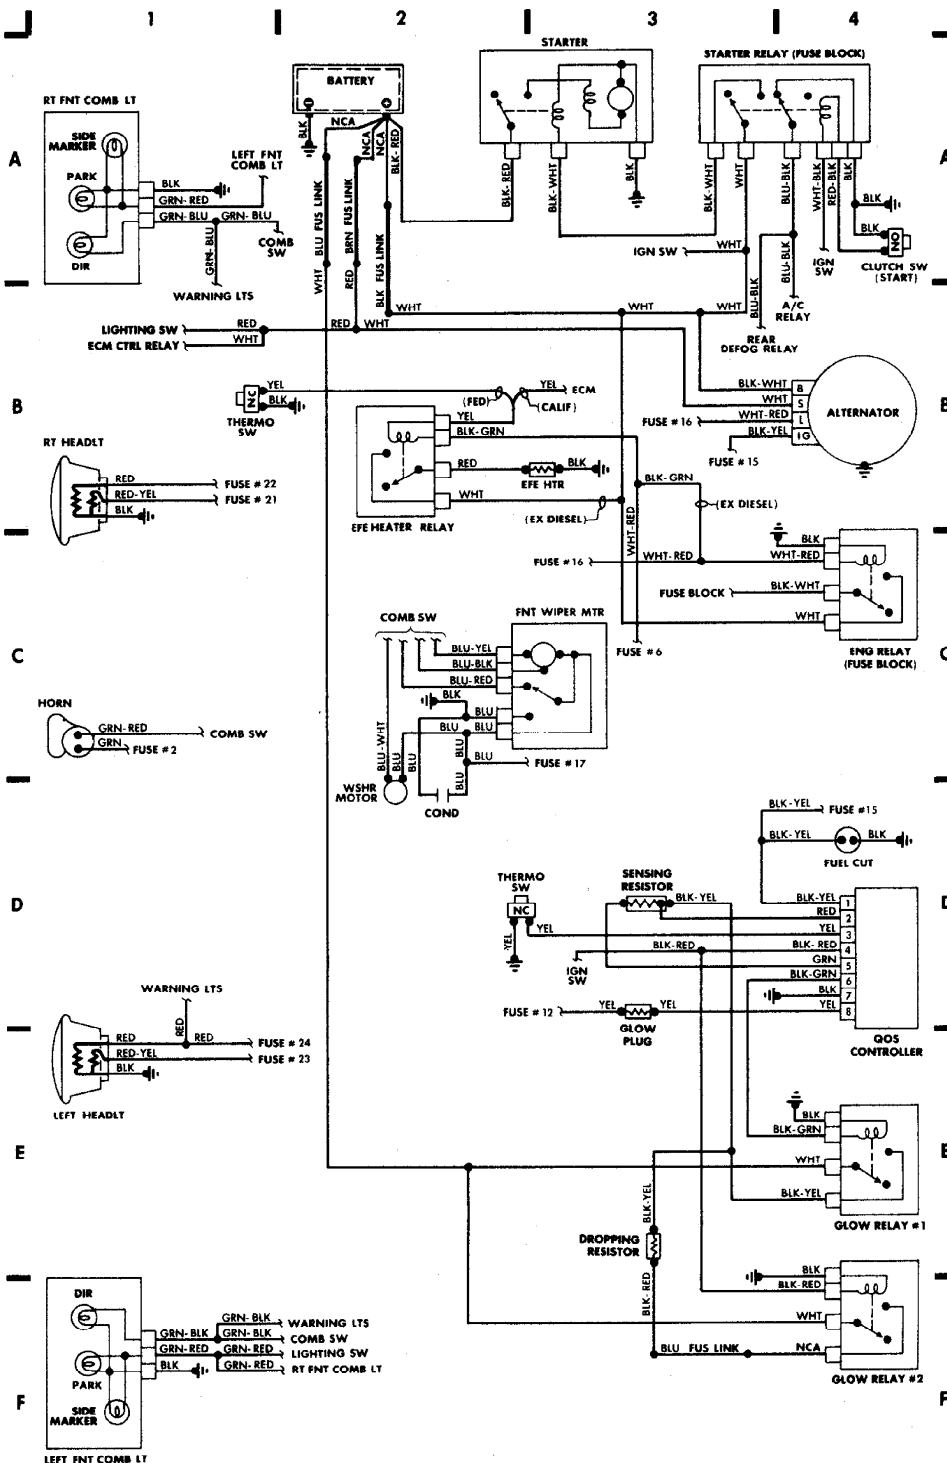 1 2 3 4
A
RT FNT COMB LT
SIDE
MARKER
PARK
DIR
BLK
GRN-RED
GRN-BLU
GRN-BLU
GRN-BLU
LEFT FNT
COMB LT
COMB
SW
WARNING LTS
BATTERY
BLK
NCA
NCA
NCA
BLK-RED
BLU FUS LINK
BRN FUS LINK
BLK FUS LINK
WHT
RED
STARTER
BLK-RED
BLK-WHT
BLK
STARTER RELAY (FUSE BLOCK)
BLK-WHT
WHT
BLU-BLK
WHT-BLK
RED-BLK
BLK
BLK
NO
IGN SW
WHT
BLU-BLK
BLU-BLK
IGN
SW
CLUTCH SW
(START)
A/C
RELAY
REAR
DEFOG RELAY
WHT
WHT
WHT
LIGHTING SW
RED
RED
WHT
ECM CTRL RELAY
WHT
B
NC
YEL
BLK
THERMO
SW
YEL
ECM
(FED)
(CALIF)
YEL
BLK-GRN
RED
BLK
EFE HTR
WHT
(EX DIESEL)
EFE HEATER RELAY
BLK-WHT
B
WHT
S
FUSE #16
WHT-RED
L
BLK-YEL
IG
FUSE #15
ALTERNATOR
BLK-GRN
(EX DIESEL)
RT HEADLT
RED
FUSE #22
RED-YEL
FUSE #21
BLK
WHT-RED
FUSE #16
WHT-RED
BLK
WHT-RED
FUSE BLOCK
BLK-WHT
WHT
FUSE #6
ENG RELAY
(FUSE BLOCK)
C
COMB SW
FNT WIPER MTR
BLU-YEL
BLU-BLK
BLU-RED
BLK
BLU
BLU
BLU
BLU-WHT
BLU
BLU
BLU
BLU
BLU
FUSE #17
WSHR
MOTOR
COND
HORN
GRN-RED
COMB SW
GRN
FUSE #2
D
BLK-YEL
FUSE #15
BLK-YEL
BLK
FUEL CUT
THERMO
SW
NC
YEL
YEL
SENSING
RESISTOR
BLK-YEL
BLK-RED
IGN
SW
FUSE #12
YEL
YEL
GLOW
PLUG
BLK-YEL 1
RED 2
YEL 3
BLK-RED 4
GRN 5
BLK-GRN 6
BLK 7
YEL 8
QOS
CONTROLLER
WARNING LTS
RED
RED
RED
FUSE #24
RED-YEL
FUSE #23
BLK
LEFT HEADLT
E
BLK
BLK-GRN
WHT
BLK-YEL
GLOW RELAY #1
BLK-YEL
DROPPING
RESISTOR
BLK-RED
BLK
BLK-RED
WHT
BLU FUS LINK
NCA
GLOW RELAY #2
F
DIR
PARK
SIDE
MARKER
GRN-BLK
GRN-BLK
GRN-BLK
WARNING LTS
COMB SW
GRN-RED
GRN-RED
LIGHTING SW
BLK
GRN-RED
RT FNT COMB LT
LEFT FNT COMB LT